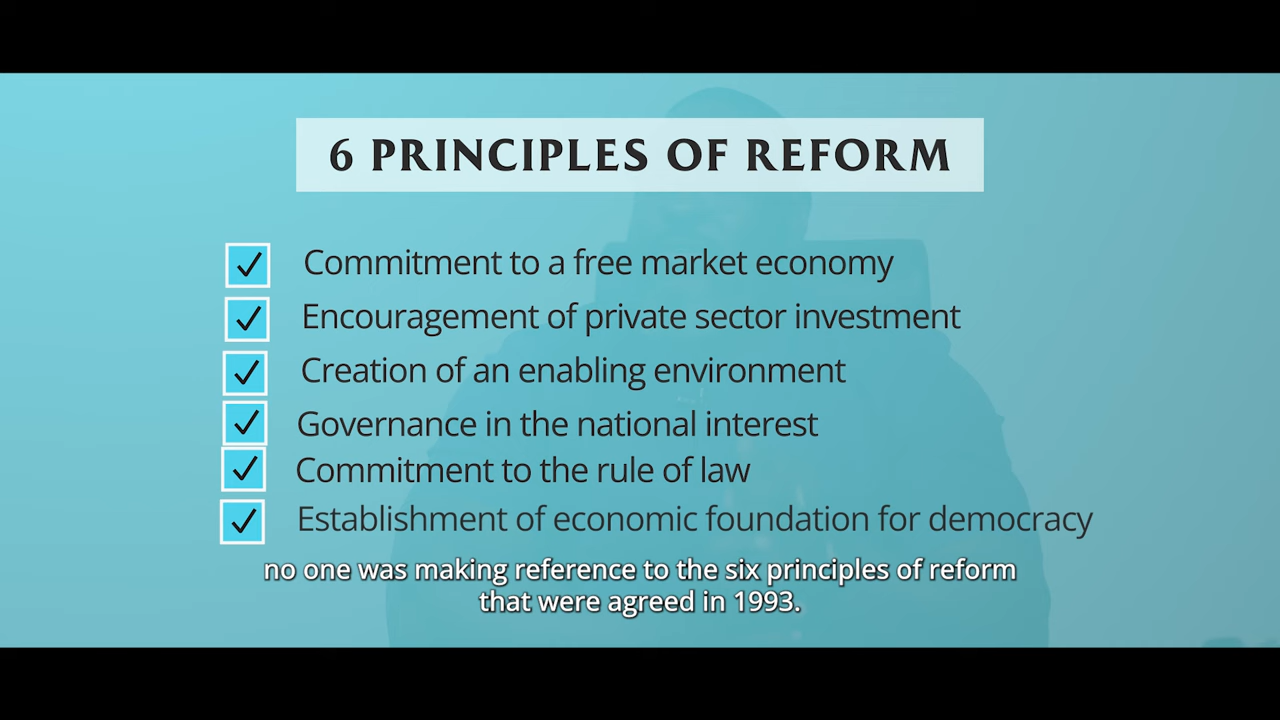 6 PRINCIPLES OF REFORM
Commitment to a free market economy
Encouragement of private sector investment
Creation of an enabling environment
Governance in the national interest
Commitment to the rule of law
Establishment of economic foundation for democracy
no one was making reference to the six principles of reform
that were agreed in 1993.